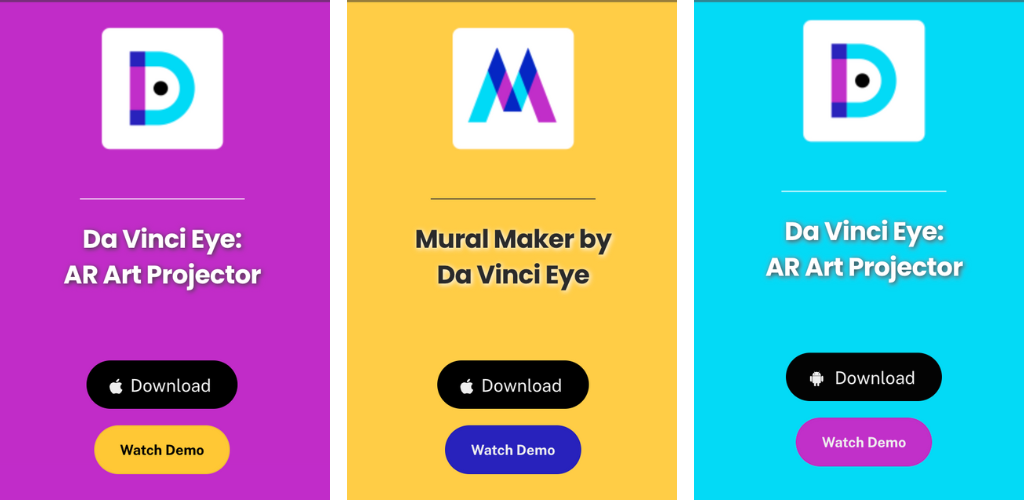 Da Vinci Eye:
AR Art Projector
Download
Watch Demo
Mural Maker by
Da Vinci Eye
Download
Watch Demo
Da Vinci Eye:
AR Art Projector
Download
Watch Demo